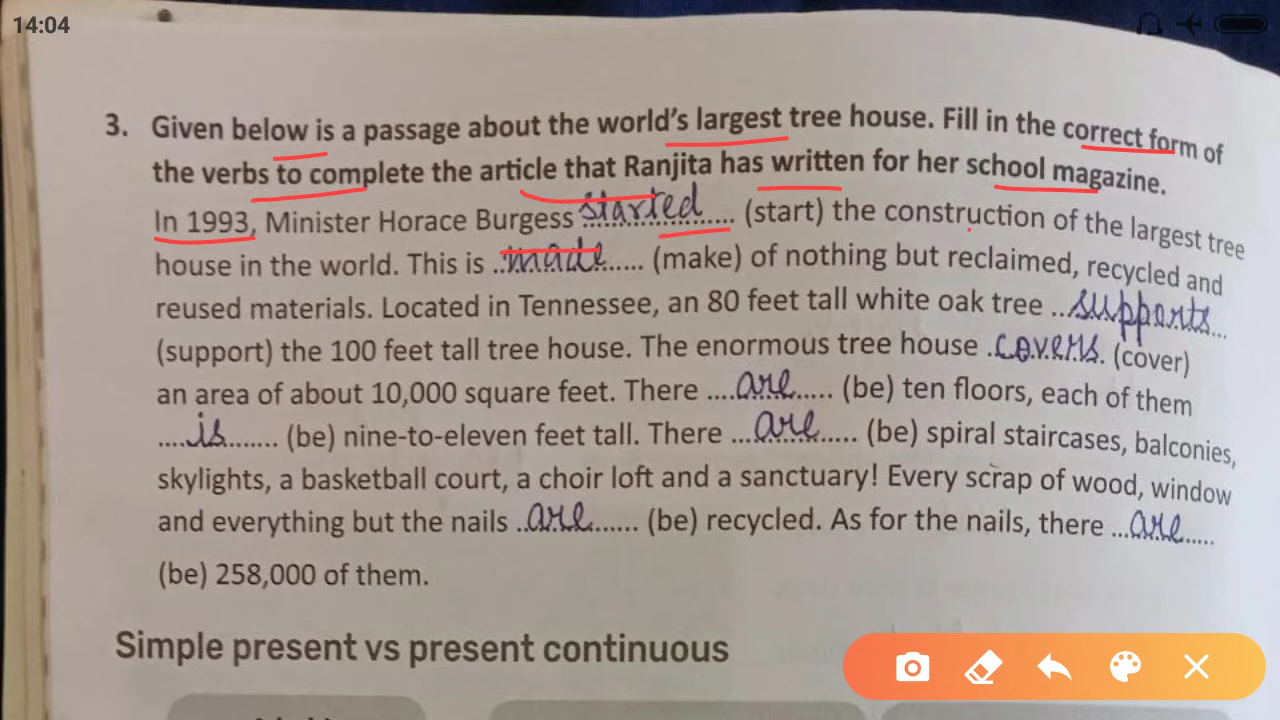 14:04
3. Given below is a passage about the world's largest tree house. Fill in the correct form of
the verbs to complete the article that Ranjita has written for her school magazine.
In 1993, Minister Horace Burgess started (start) the construction of the largest tree
house in the world. This is made (make) of nothing but reclaimed, recycled and
reused materials. Located in Tennessee, an 80 feet tall white oak tree supports
(support) the 100 feet tall tree house. The enormous tree house covers (cover)
an area of about 10,000 square feet. There are (be) ten floors, each of them
is (be) nine-to-eleven feet tall. There are (be) spiral staircases, balconies,
skylights, a basketball court, a choir loft and a sanctuary! Every scrap of wood, window
and everything but the nails are (be) recycled. As for the nails, there are
(be) 258,000 of them.
Simple present vs present continuous